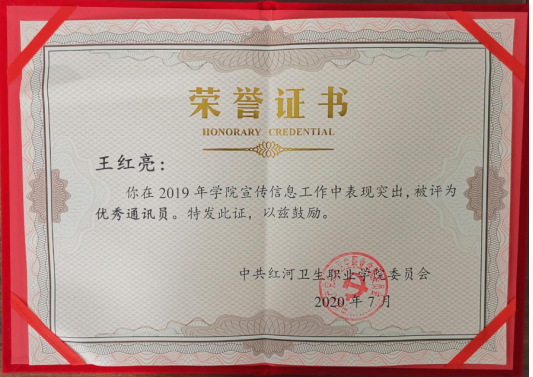 荣誉证书
HONORARY CREDENTIAL
王红亮：
你在2019年学院宣传信息工作中表现突出，被评为
优秀通讯员。特发此证，以兹鼓励。
中共红河卫生职业学院委员会
2020年7月